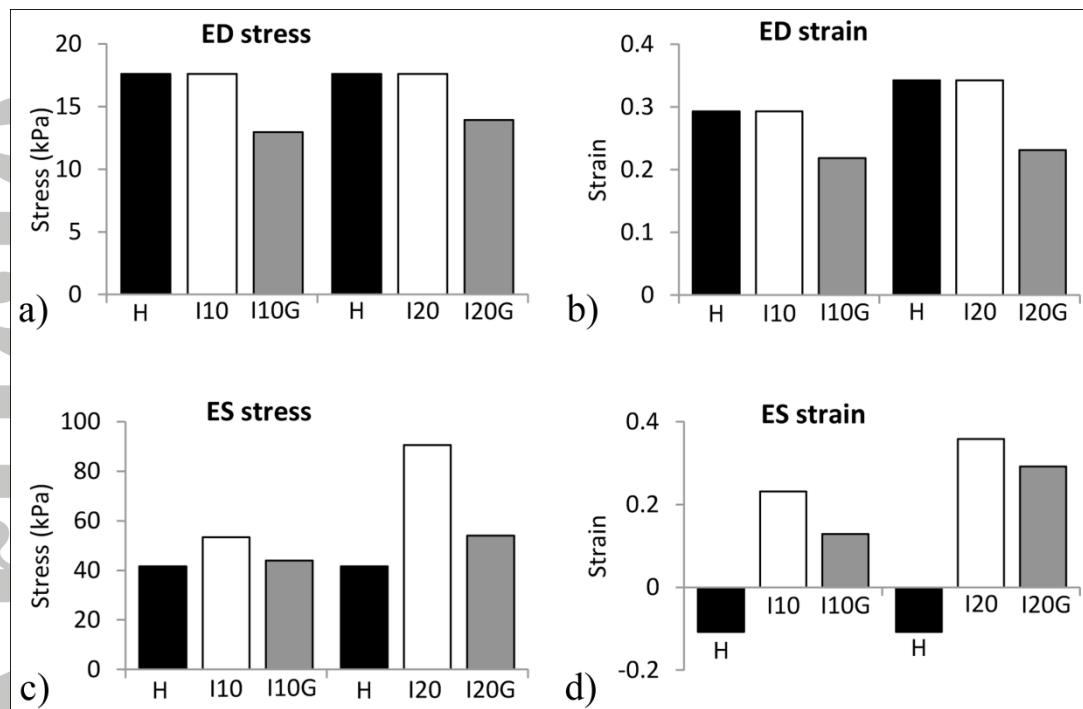 ED stress
20
15
10
5
0
Stress (kPa)
H I10 I10G H I20 I20G
a)
ED strain
0.4
0.3
0.2
0.1
0
Strain
H I10 I10G H I20 I20G
b)
ES stress
100
80
60
40
20
0
Stress (kPa)
H I10 I10G H I20 I20G
c)
ES strain
0.4
0.2
0
-0.2
Strain
H I10 I10G H I20 I20G
d)